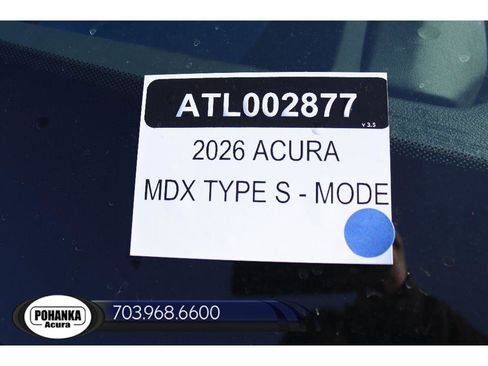 ATL002877
v 3.5
2026 ACURA
MDX TYPE S - MODE
POHANKA
Acura
703.968.6600